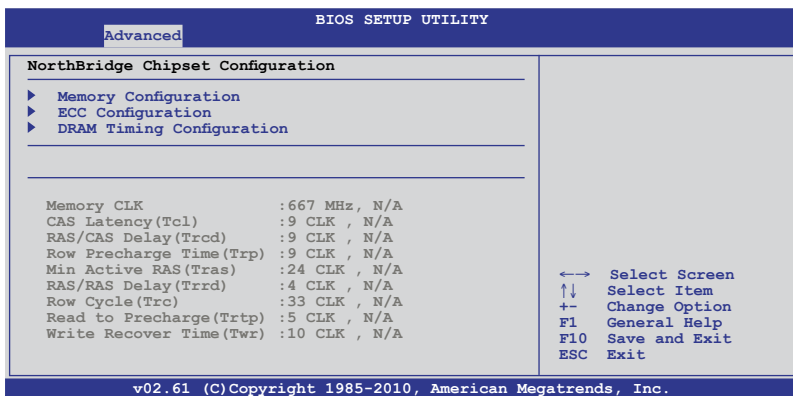 BIOS SETUP UTILITY
Advanced
NorthBridge Chipset Configuration
Memory Configuration
ECC Configuration
DRAM Timing Configuration
Memory CLK :667 MHz, N/A
CAS Latency(Tcl) :9 CLK , N/A
RAS/CAS Delay(Trcd) :9 CLK , N/A
Row Precharge Time(Trp) :9 CLK , N/A
Min Active RAS(Tras) :24 CLK , N/A
RAS/RAS Delay(Trrd) :4 CLK , N/A
Row Cycle(Trc) :33 CLK , N/A
Read to Precharge(Trtp) :5 CLK , N/A
Write Recover Time(Twr) :10 CLK , N/A
←→ Select Screen
↑↓ Select Item
+- Change Option
F1 General Help
F10 Save and Exit
ESC Exit
v02.61 (C)Copyright 1985-2010, American Megatrends, Inc.